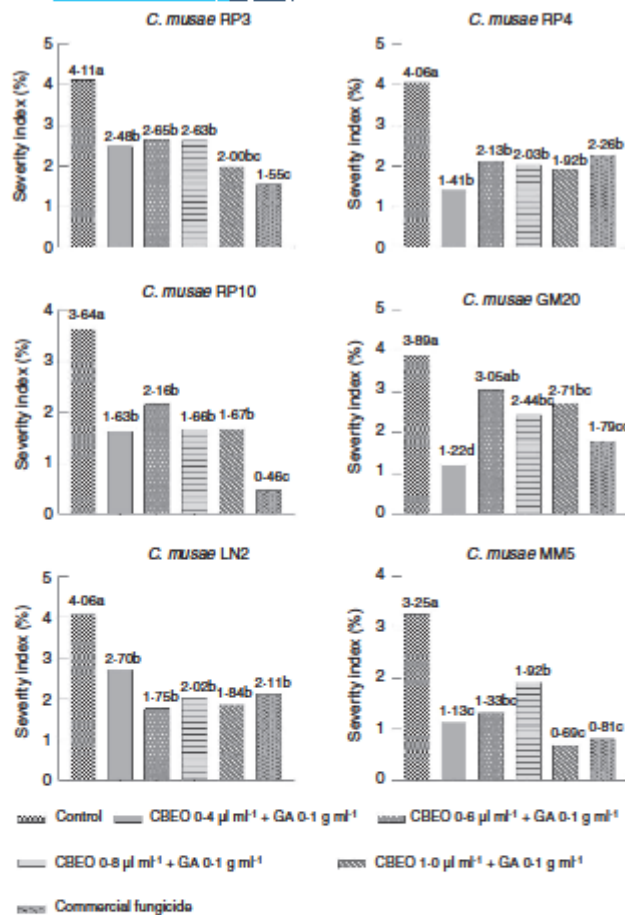 C. musae RP3
Severity index (%)
5
4
3
2
1
0
4·11a
2·48b
2·65b
2·63b
2·00bc
1·55c
C. musae RP4
Severity index (%)
5
4
3
2
1
0
4·06a
1·41b
2·13b
2·03b
1·92b
2·26b
C. musae RP10
Severity index (%)
4
3
2
1
0
3·64a
1·63b
2·16b
1·66b
1·67b
0·46c
C. musae GM20
Severity index (%)
5
4
3
2
1
0
3·89a
1·22d
3·05ab
2·44bc
2·71bc
C. musae LN2
Severity index (%)
5
4
3
2
1
0
4·06a
2·70b
1·75b
2·02b
1·84b
2·11b
C. musae MM5
Severity index (%)
4
3
2
1
0
3·25a
1·13c
1·33bc
1·92b
0·69c
0·81c
Control
CBEO 0·4 µl ml⁻¹ + GA 0·1 g ml⁻¹
CBEO 0·6 µl ml⁻¹ + GA 0·1 g ml⁻¹
CBEO 0·8 µl ml⁻¹ + GA 0·1 g ml⁻¹
CBEO 1·0 µl ml⁻¹ + GA 0·1 g ml⁻¹
Commercial fungicide